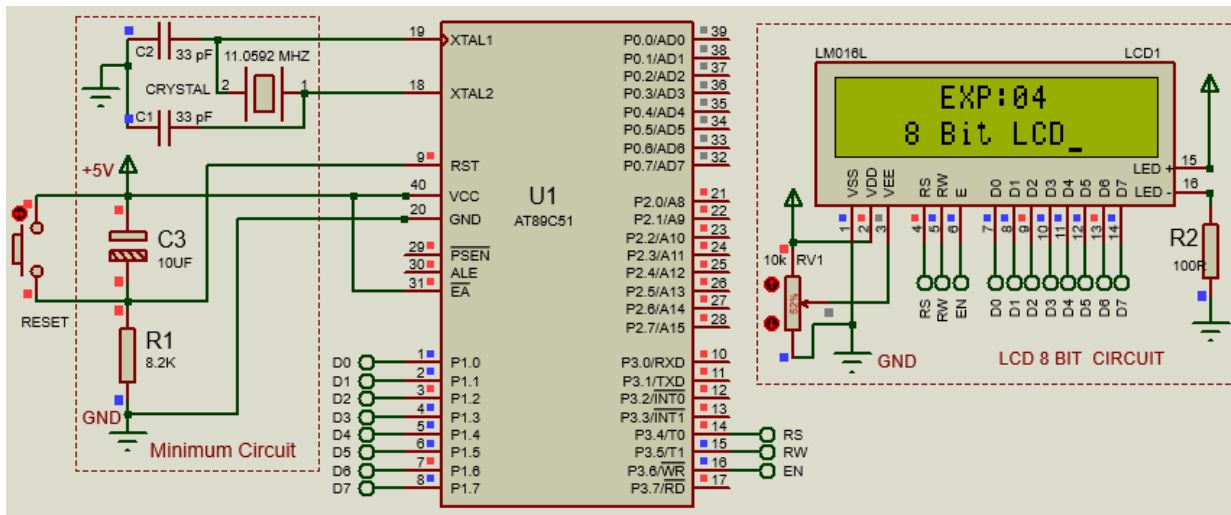 C2
33 pF
11.0592 MHZ
2
1
CRYSTAL
C1
33 pF
+5V
C3
10UF
RESET
R1
8.2K
GND
Minimum Circuit
19 XTAL1
18 XTAL2
9 RST
40 VCC
20 GND
29 PSEN
30 ALE
31 EA
D0 1 P1.0
D1 2 P1.1
D2 3 P1.2
D3 4 P1.3
D4 5 P1.4
D5 6 P1.5
D6 7 P1.6
D7 8 P1.7
U1
AT89C51
P0.0/AD0 39
P0.1/AD1 38
P0.2/AD2 37
P0.3/AD3 36
P0.4/AD4 35
P0.5/AD5 34
P0.6/AD6 33
P0.7/AD7 32
P2.0/A8 21
P2.1/A9 22
P2.2/A10 23
P2.3/A11 24
P2.4/A12 25
P2.5/A13 26
P2.6/A14 27
P2.7/A15 28
P3.0/RXD 10
P3.1/TXD 11
P3.2/INT0 12
P3.3/INT1 13
P3.4/T0 14 RS
P3.5/T1 15 RW
P3.6/WR 16 EN
P3.7/RD 17
LM016L LCD1
EXP:04
8 Bit LCD_
15
LED +
16
LED -
VSS VDD VEE RS RW E D0 D1 D2 D3 D4 D5 D6 D7
1 2 3 4 5 6 7 8 9 10 11 12 13 14
10k RV1
52%
RS RW EN D0 D1 D2 D3 D4 D5 D6 D7
R2
100R
GND
LCD 8 BIT CIRCUIT